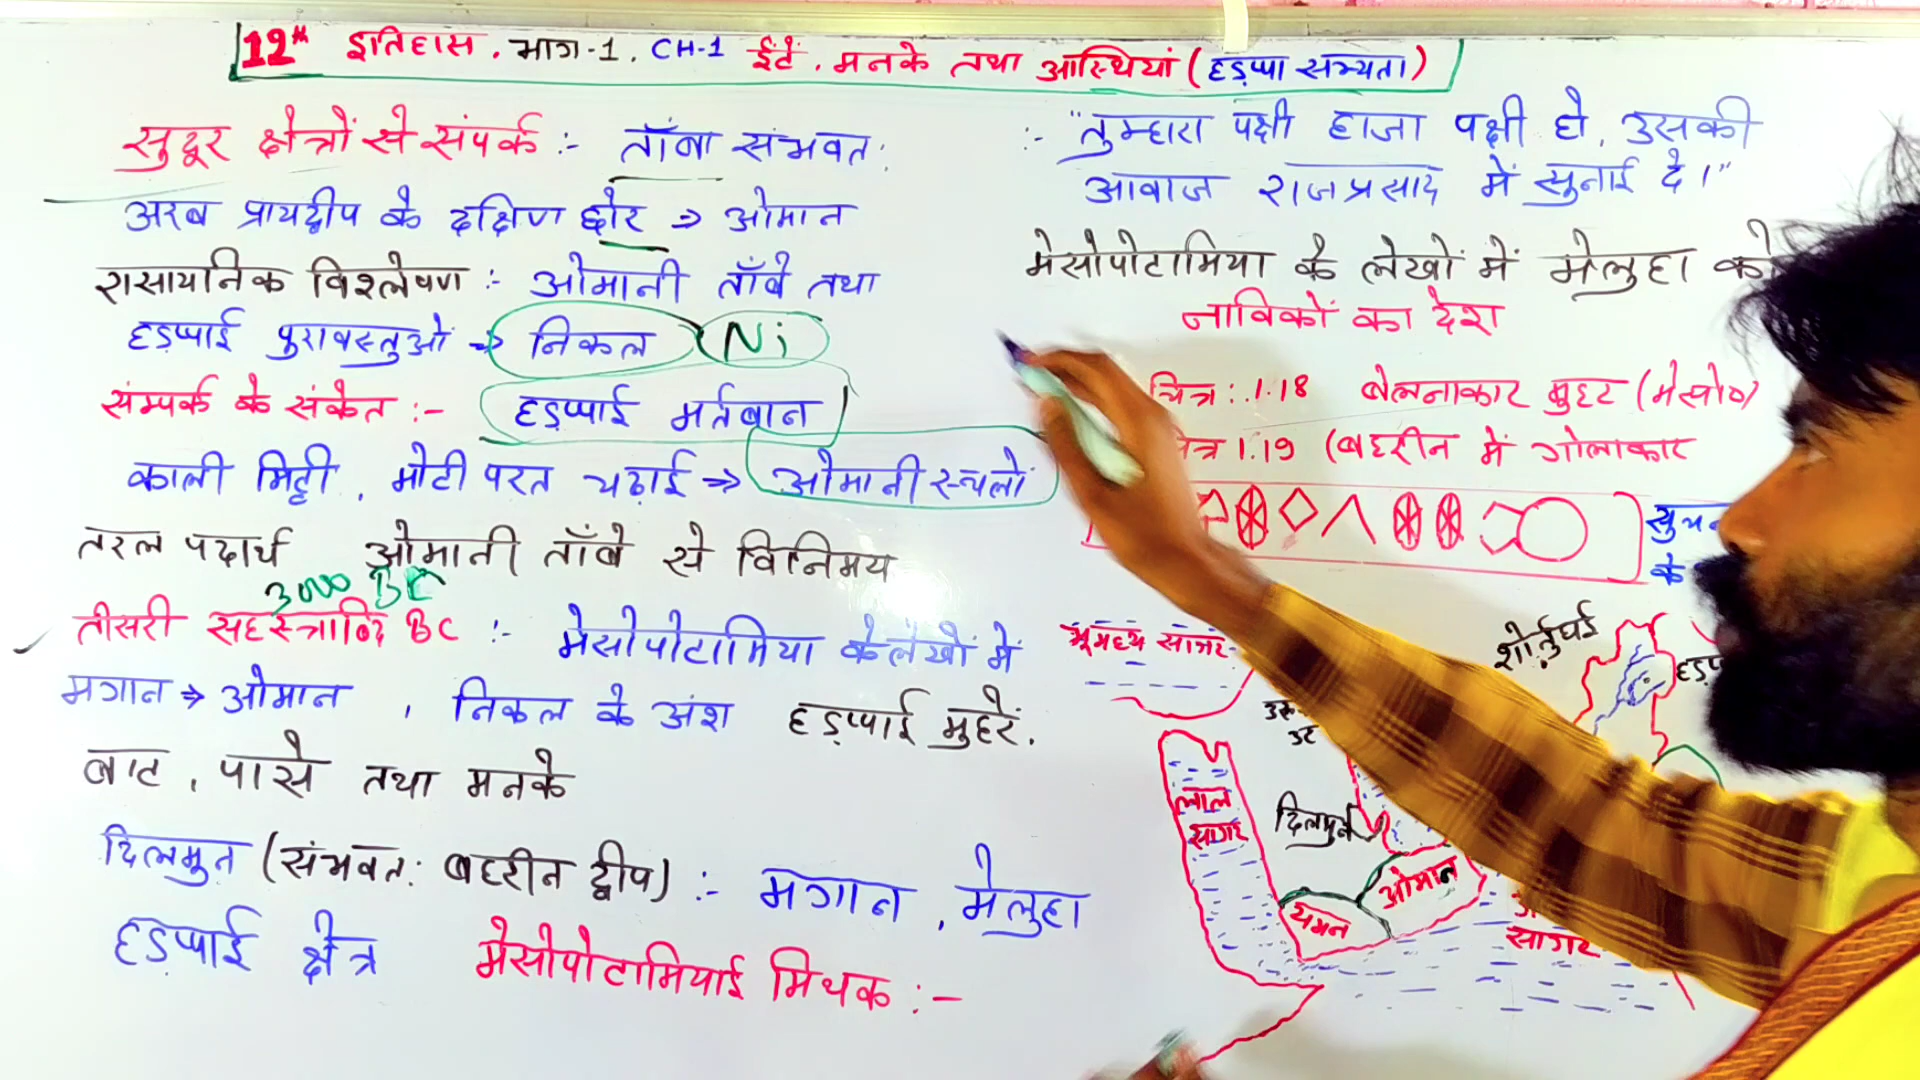 12th इतिहास. भाग-1. CH-1 ईंटें. मनके तथा अस्थियां (हड़प्पा सभ्यता)
सुदूर क्षेत्रों से संपर्क :- ताँबा संभवत:
अरब प्रायद्वीप के दक्षिण छोर → ओमान
रासायनिक विश्लेषण :- ओमानी ताँबे तथा
हड़प्पाई पुरावस्तुओ → निकल Ni
संम्पर्क के संकेत :- हड़प्पाई मर्तबान
काली मिट्टी, मोटी परत चढ़ाई → ओमानी स्थलों
तरल पदार्थ ओमानी ताँबे से विनिमय
3000 BC
तीसरी सहस्त्राब्दि BC :- मेसोपोटामिया के लेखों में
मगान → ओमान , निकल के अंश हड़प्पाई मुहरें.
बाट, पासे तथा मनके
दिलमुन (संभवत: बहरीन द्वीप) :- मगान, मेलुहा
हड़प्पाई क्षेत्र मेसोपोटामियाई मिथक :-
:- "तुम्हारा पक्षी हाजा पक्षी हो, उसकी
आवाज राजप्रसाद में सुनाई दे।"
मेसोपोटामिया के लेखों में मेलुहा को
नाविकों का देश
चित्र : 1.18 बेलनाकार मुहर (मेसोपो)
1.19 (बहरीन में गोलाकार
के
भूमध्य सागर
शोर्तुघई
लाल
सागर
दिलमुन
ओमान
यमन
सागर